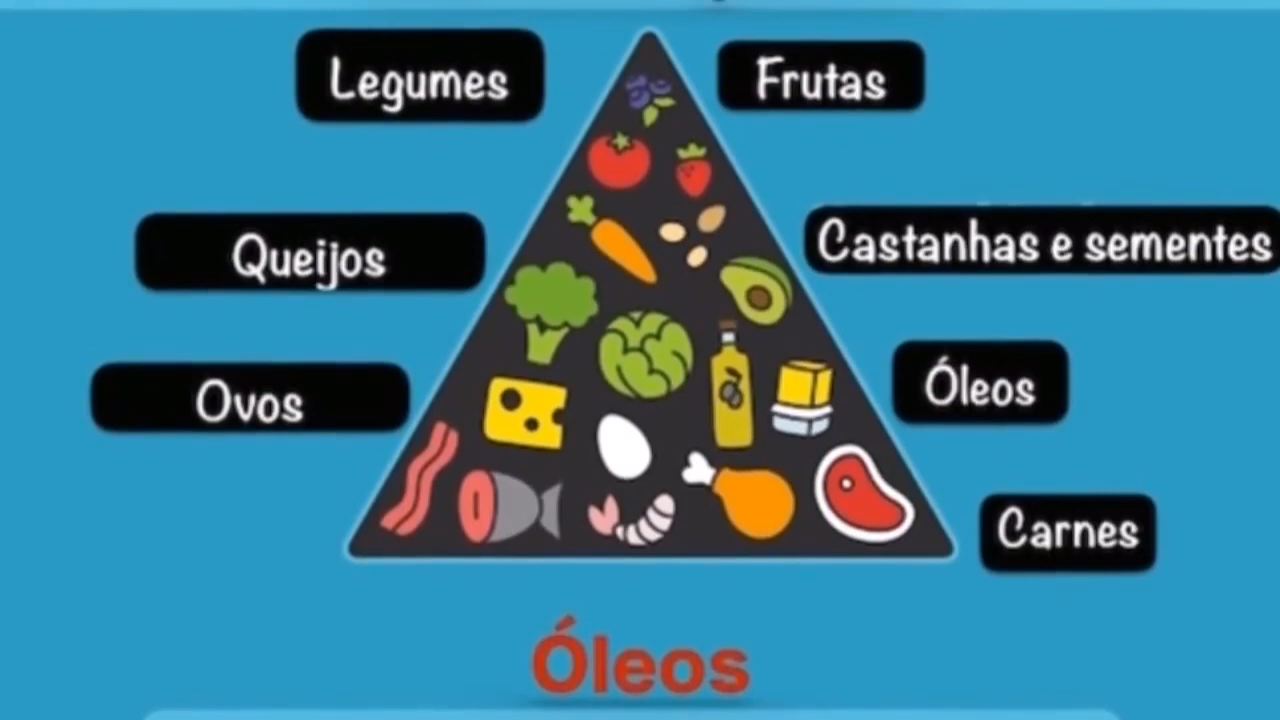 Legumes
Frutas
Queijos
Castanhas e sementes
Ovos
Óleos
Carnes
Óleos